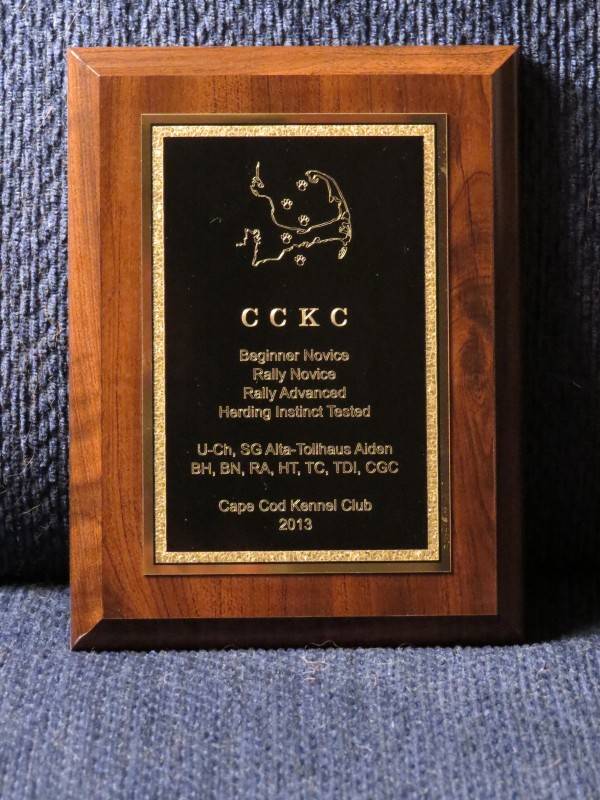 C C K C
Beginner Novice
Rally Novice
Rally Advanced
Herding Instinct Tested
U-Ch, SG Alta-Tollhaus Aiden
BH, BN, RA, HT, TC, TDI, CGC
Cape Cod Kennel Club
2013